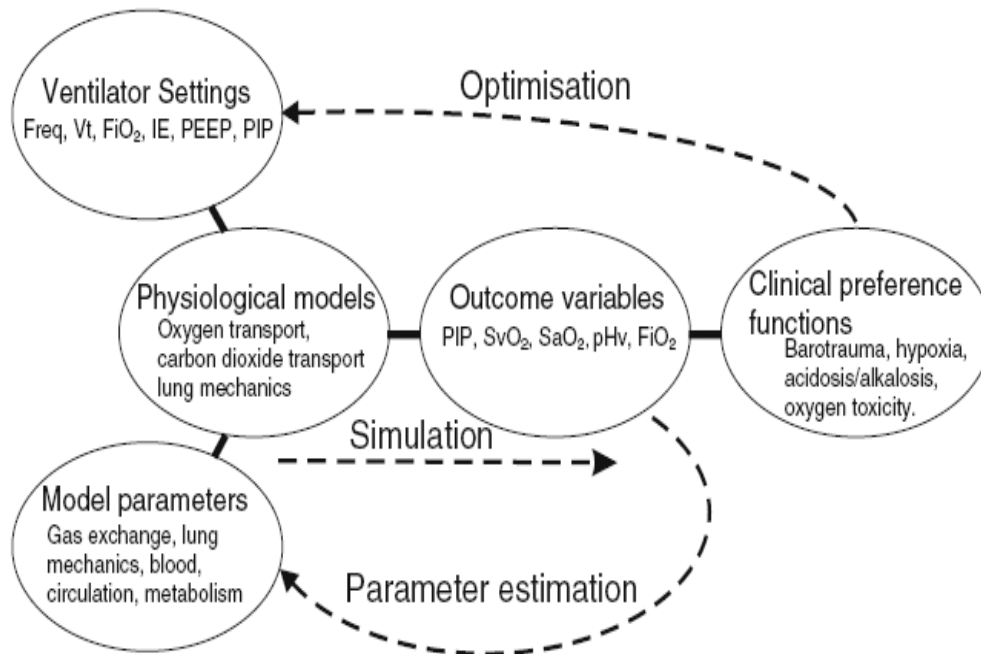 Optimisation
Ventilator Settings
Freq, Vt, FiO₂, IE, PEEP, PIP
Physiological models
Oxygen transport,
carbon dioxide transport
lung mechanics
Outcome variables
PIP, SvO₂, SaO₂, pHv, FiO₂
Clinical preference
functions
Barotrauma, hypoxia,
acidosis/alkalosis,
oxygen toxicity.
Simulation
Model parameters
Gas exchange, lung
mechanics, blood,
circulation, metabolism
Parameter estimation